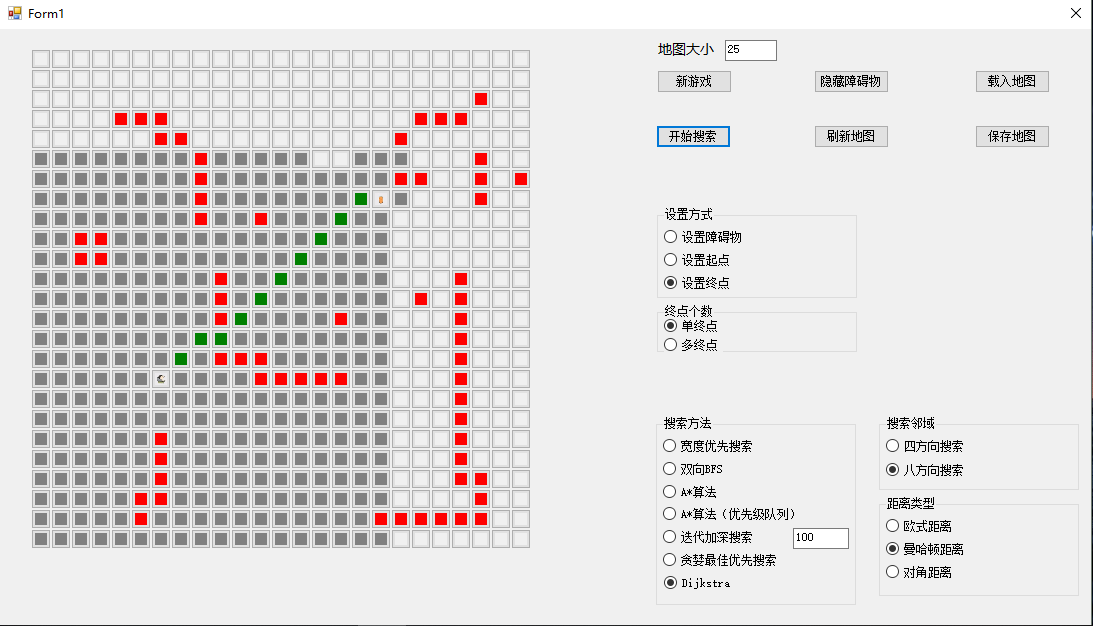 Form1
地图大小 25
新游戏 隐藏障碍物 载入地图
开始搜索 刷新地图 保存地图
设置方式
设置障碍物
设置起点
设置终点
终点个数
单终点
多终点
搜索方法
宽度优先搜索
双向BFS
A*算法
A*算法（优先级队列）
迭代加深搜索 100
贪婪最佳优先搜索
Dijkstra
搜索邻域
四方向搜索
八方向搜索
距离类型
欧式距离
曼哈顿距离
对角距离